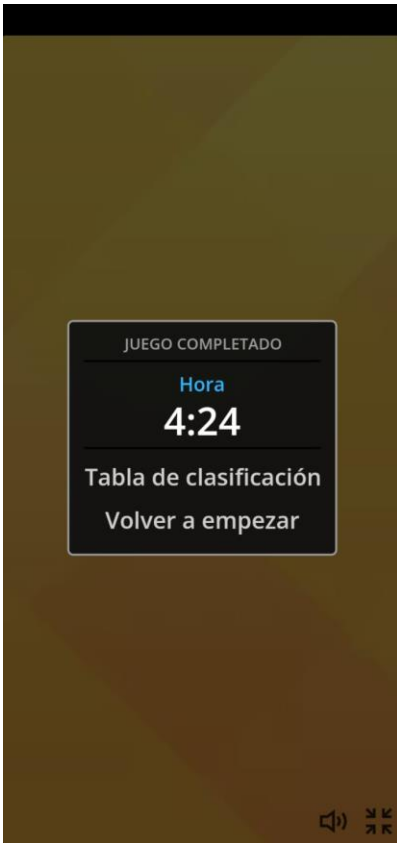 JUEGO COMPLETADO
Hora
4:24
Tabla de clasificación
Volver a empezar